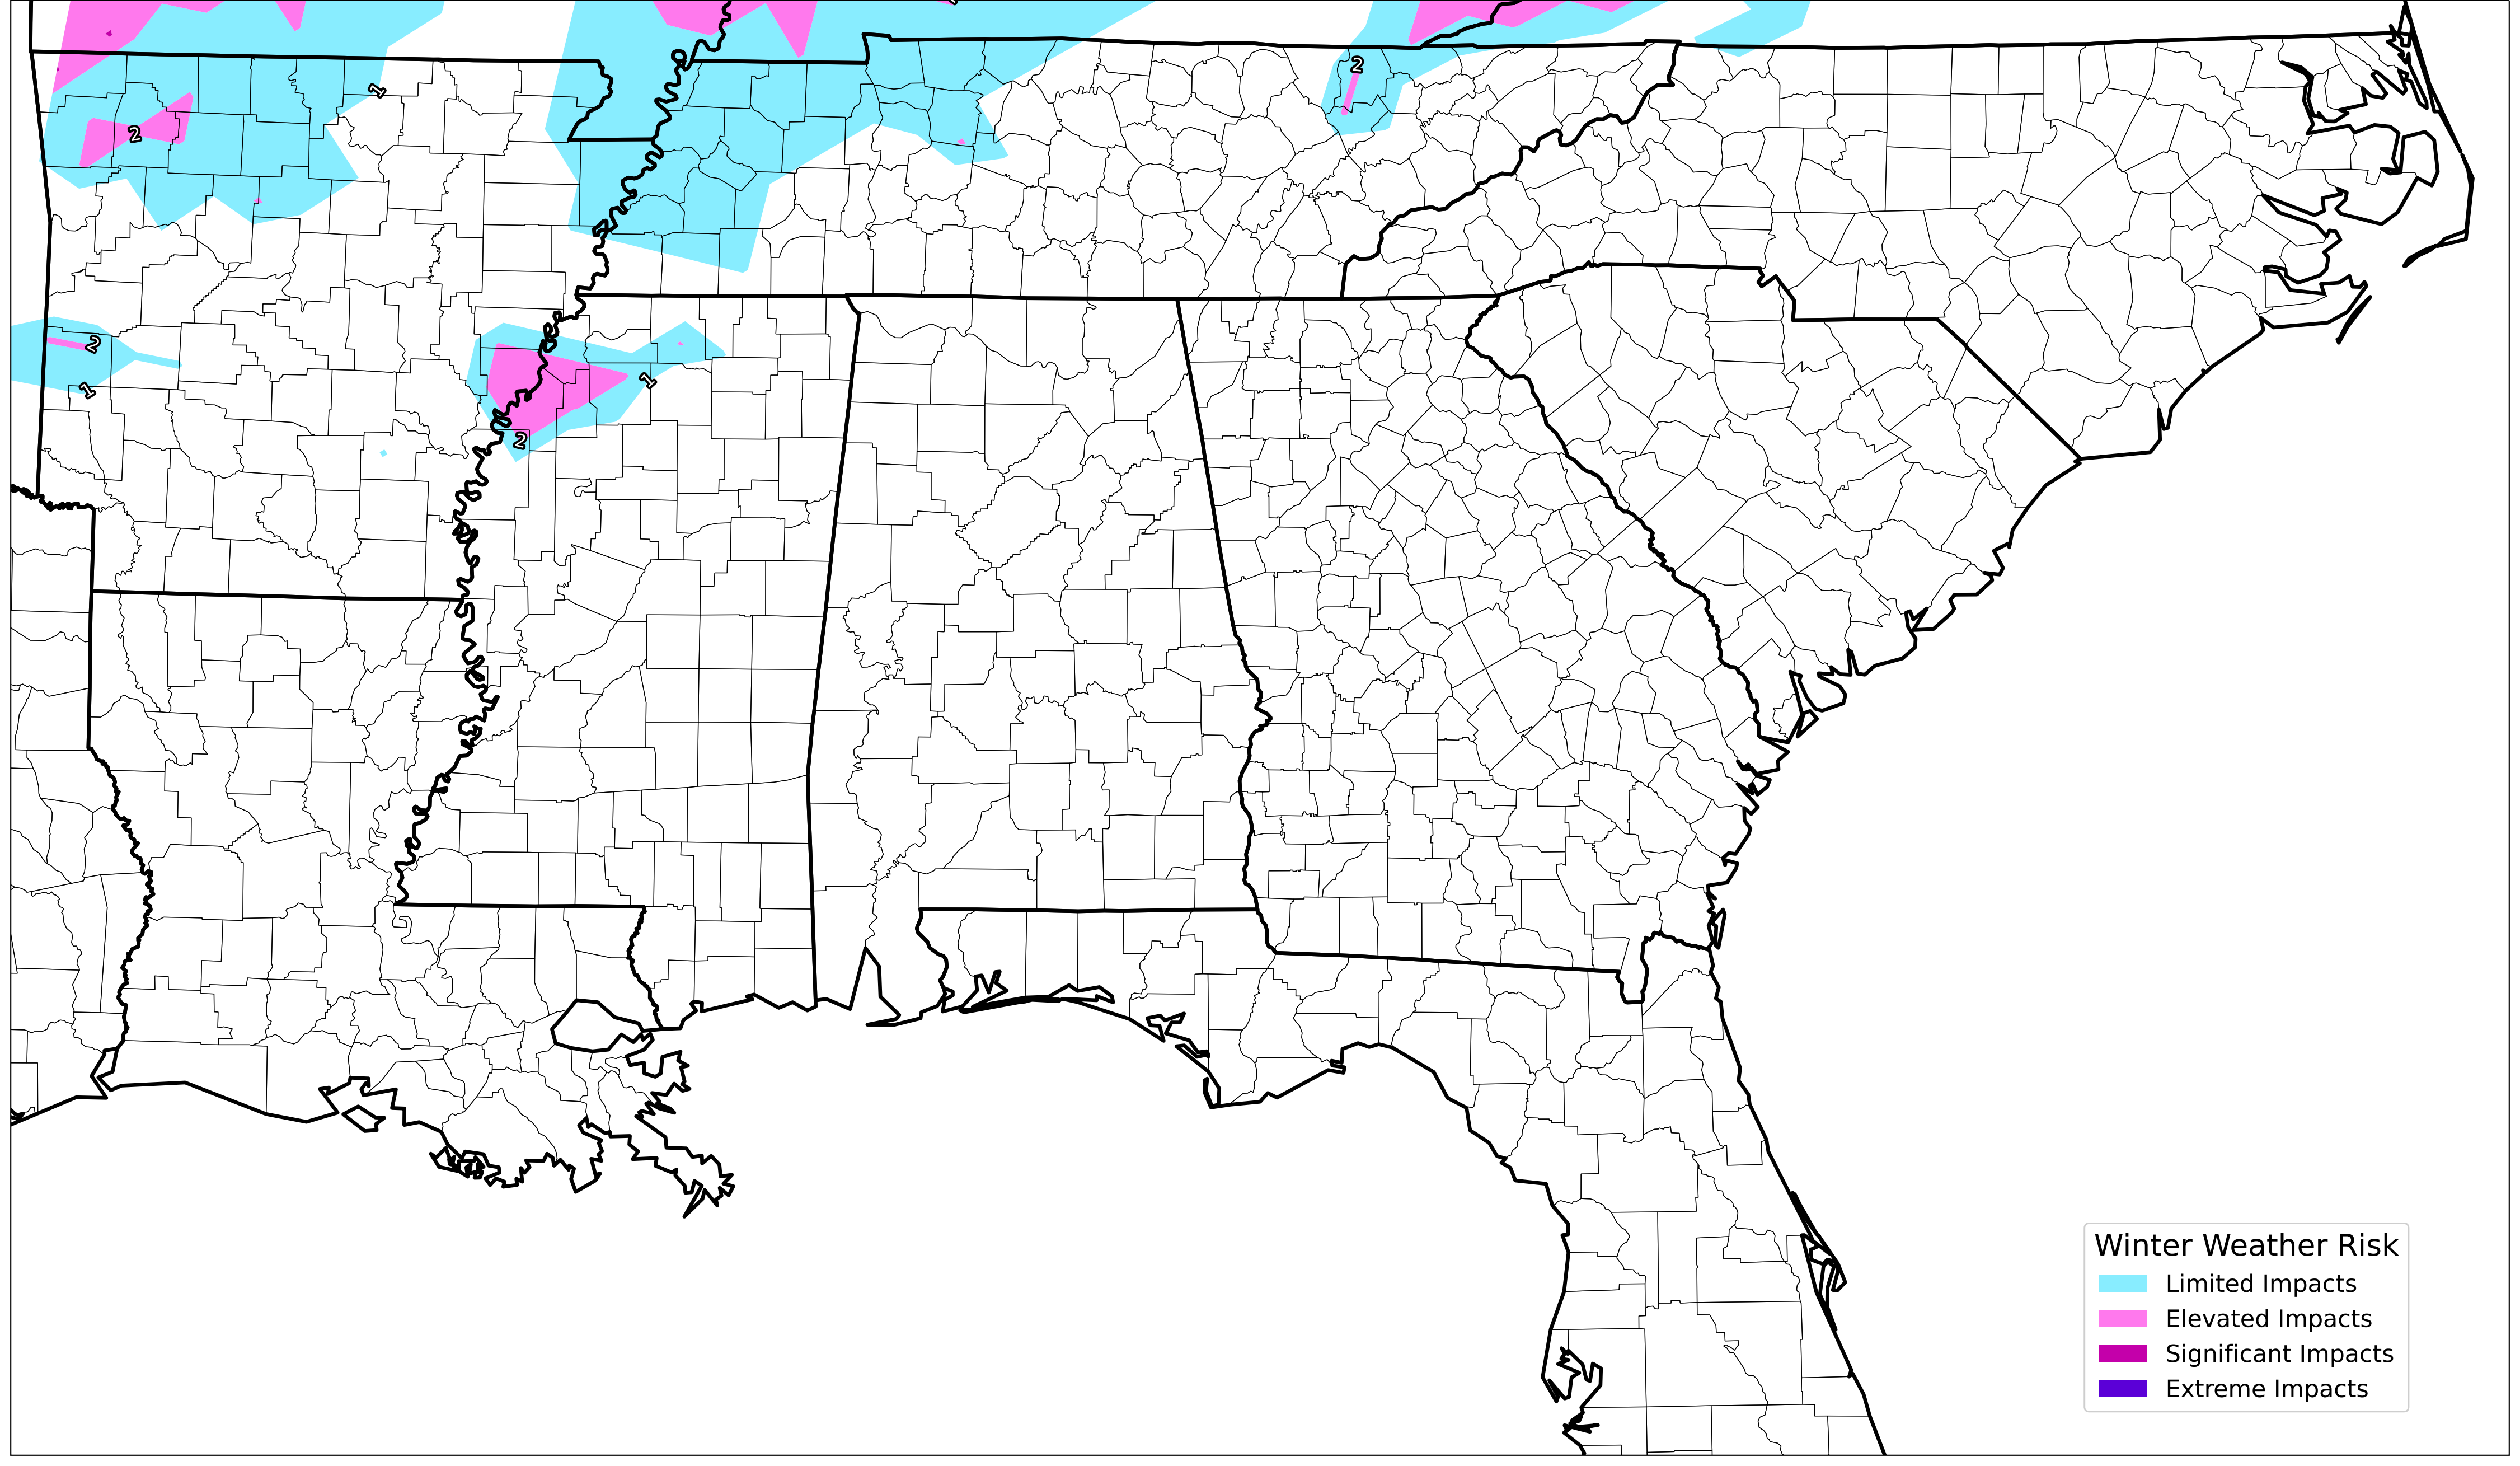 2
1
2
2
1
1
2
Winter Weather Risk
Limited Impacts
Elevated Impacts
Significant Impacts
Extreme Impacts